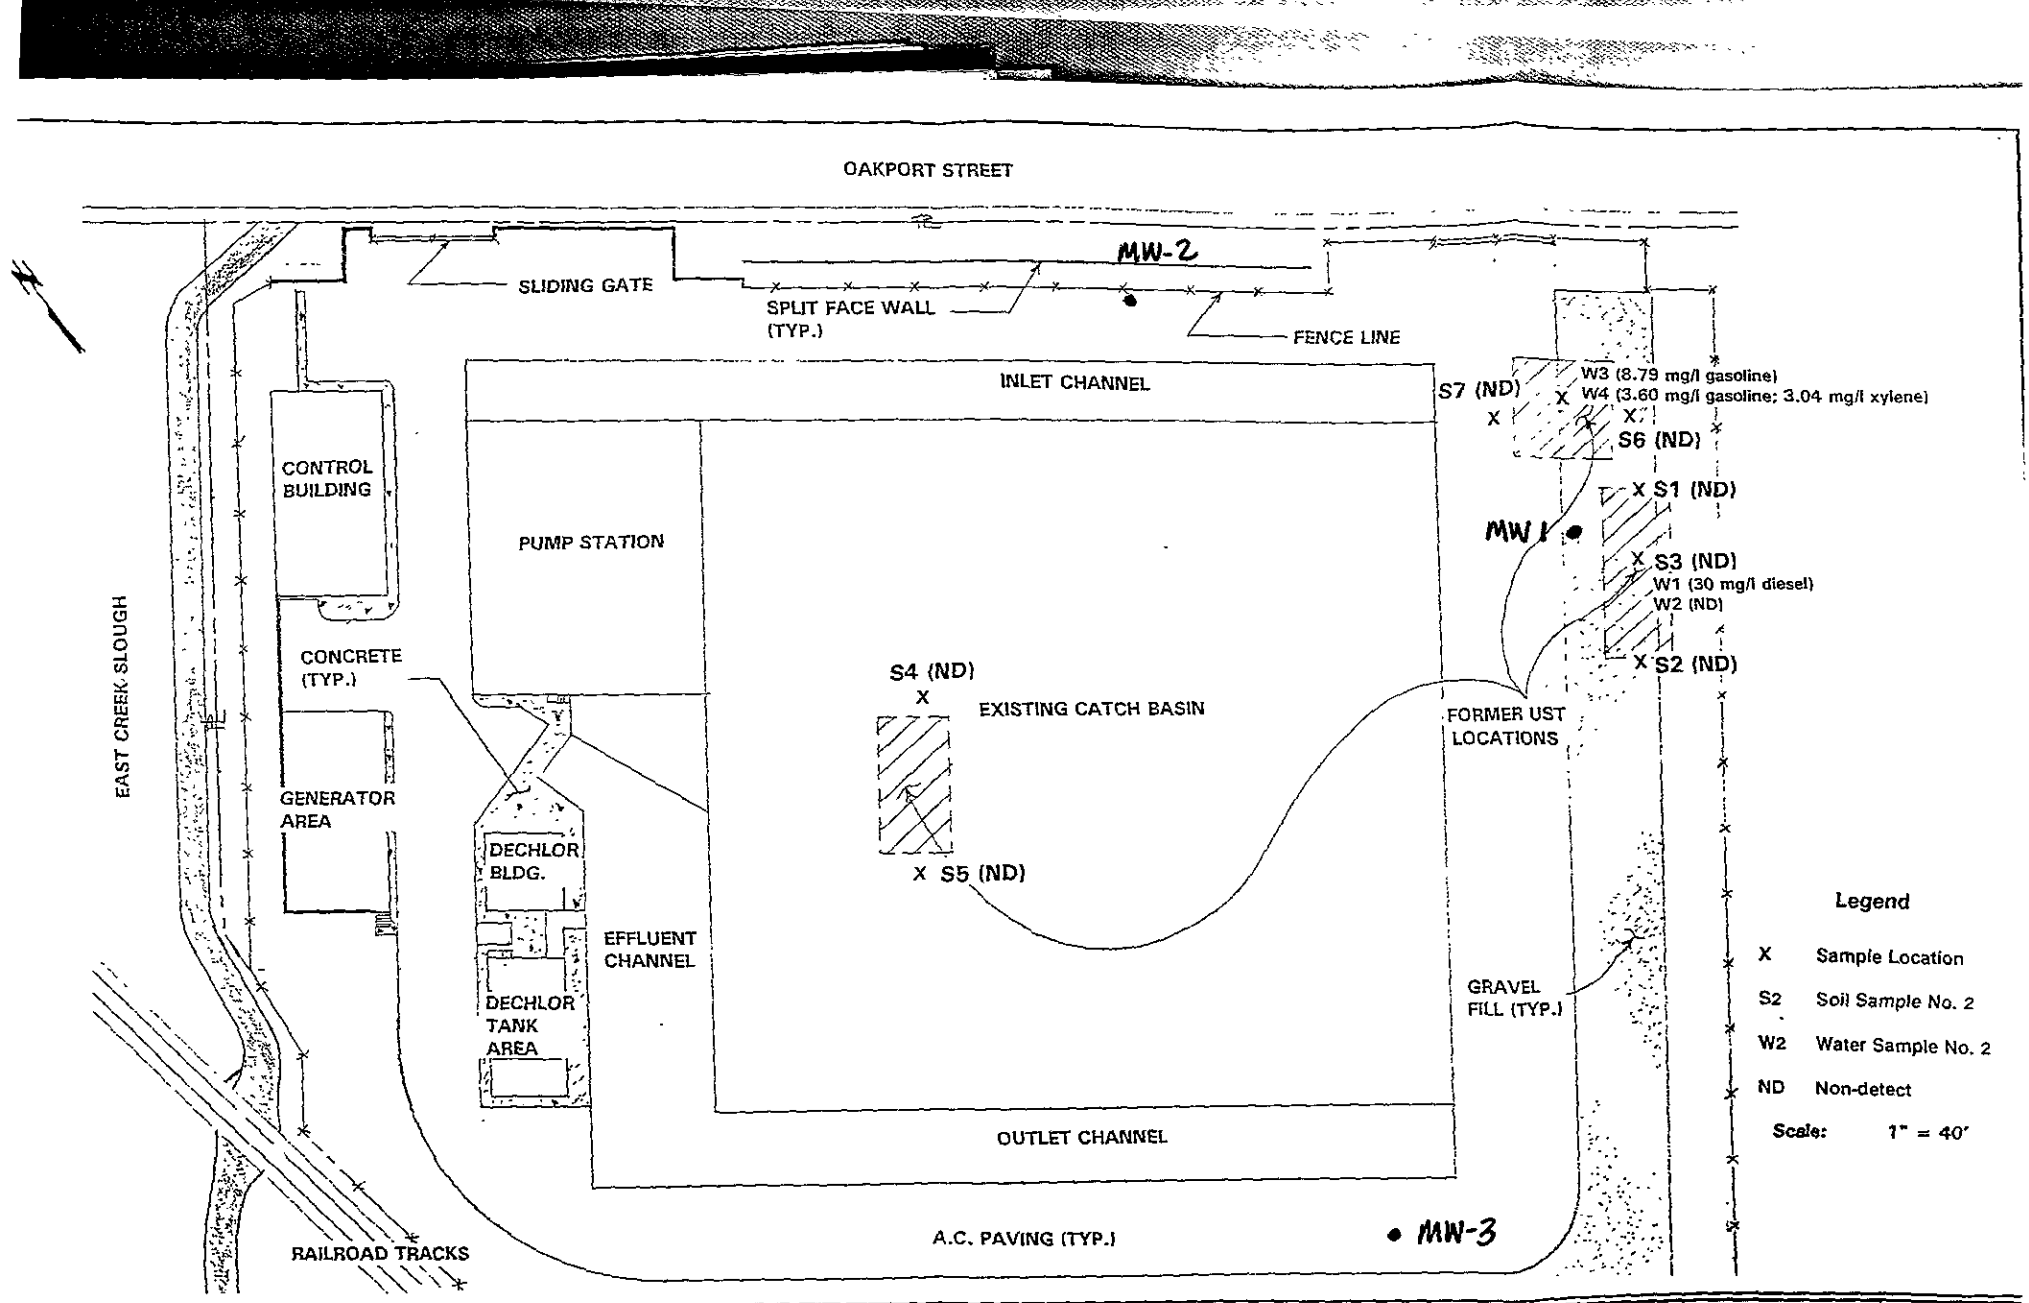 OAKPORT STREET
MW-2
SLIDING GATE
SPLIT FACE WALL
(TYP.)
FENCE LINE
INLET CHANNEL
W3 (8.79 mg/l gasoline)
S7 (ND)
W4 (3.60 mg/l gasoline; 3.04 mg/l xylene)
X
X
X
S6 (ND)
CONTROL
BUILDING
X S1 (ND)
PUMP STATION
MW1
X S3 (ND)
W1 (30 mg/l diesel)
W2 (ND)
EAST CREEK SLOUGH
CONCRETE
(TYP.)
S4 (ND)
X
X S2 (ND)
EXISTING CATCH BASIN
FORMER UST
LOCATIONS
GENERATOR
AREA
DECHLOR
BLDG.
X S5 (ND)
EFFLUENT
CHANNEL
DECHLOR
TANK
AREA
GRAVEL
FILL (TYP.)
Legend
X Sample Location
S2 Soil Sample No. 2
W2 Water Sample No. 2
ND Non-detect
Scale: 1" = 40'
OUTLET CHANNEL
A.C. PAVING (TYP.)
MW-3
RAILROAD TRACKS